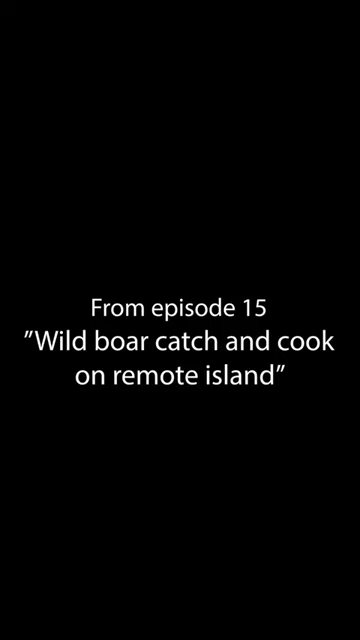 From episode 15
”Wild boar catch and cook
on remote island”